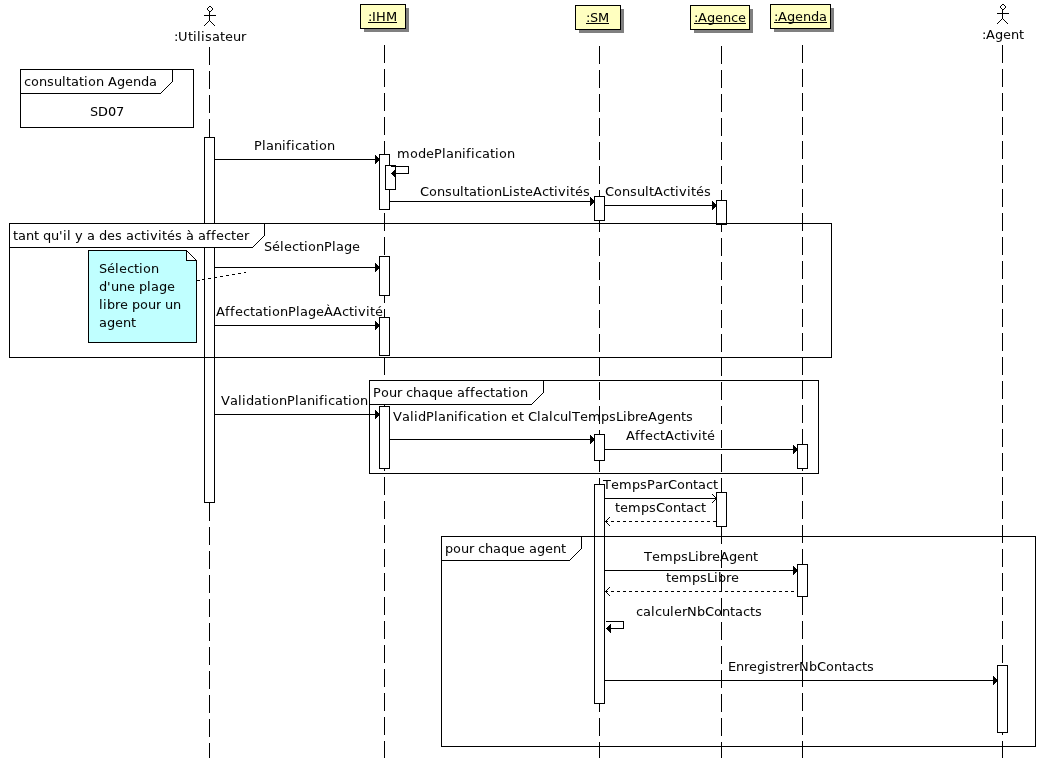 :Utilisateur
:IHM
:SM
:Agence
:Agenda
:Agent
consultation Agenda
SD07
Planification
modePlanification
ConsultationListeActivités
ConsultActivités
tant qu'il y a des activités à affecter
SélectionPlage
Sélection
d'une plage
libre pour un
agent
AffectationPlageÀActivité
Pour chaque affectation
ValidationPlanification
ValidPlanification et ClalculTempsLibreAgents
AffectActivité
TempsParContact
tempsContact
pour chaque agent
TempsLibreAgent
tempsLibre
calculerNbContacts
EnregistrerNbContacts